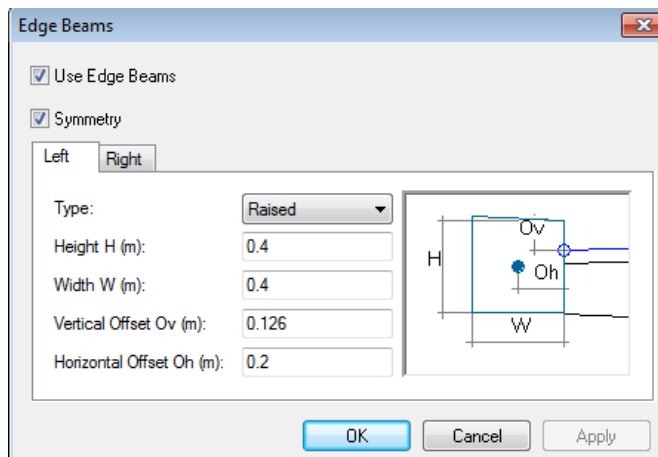 Edge Beams
Use Edge Beams
Symmetry
Left Right
Type: Raised
Height H (m): 0.4
Width W (m): 0.4
Vertical Offset Ov (m): 0.126
Horizontal Offset Oh (m): 0.2
Ov
H
Oh
W
OK Cancel Apply